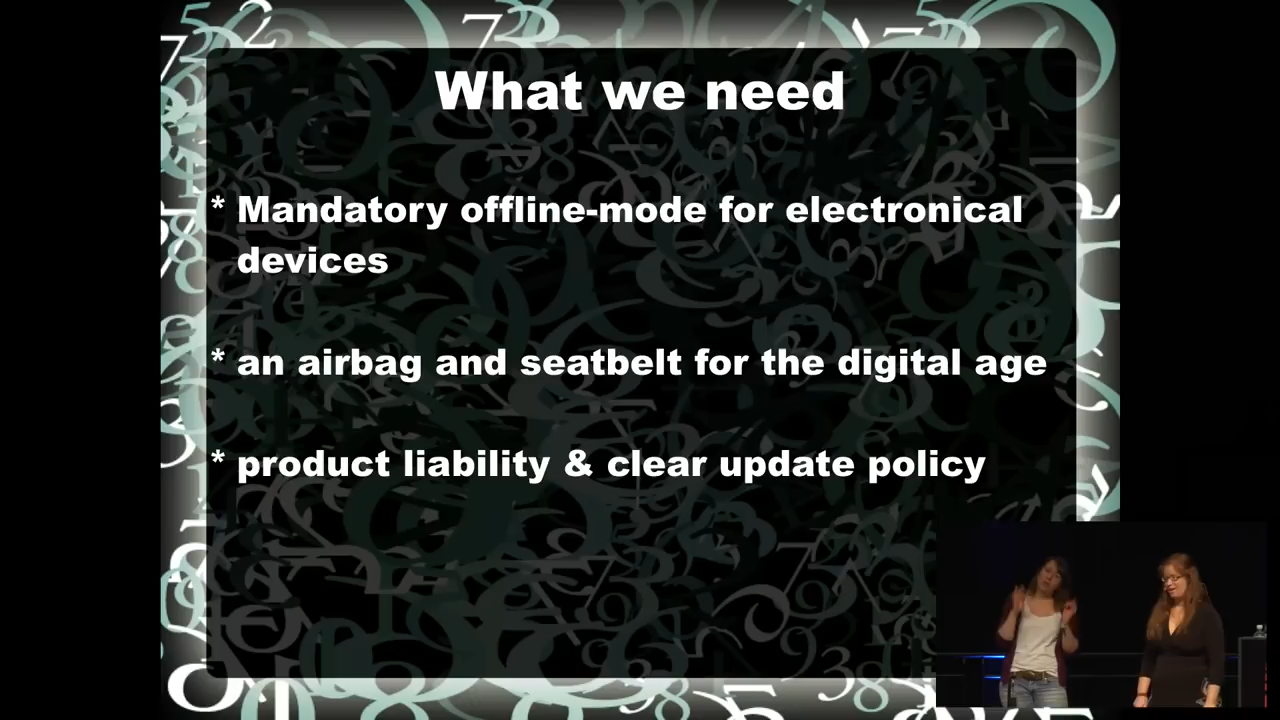 What we need
* Mandatory offline-mode for electronical
devices
* an airbag and seatbelt for the digital age
* product liability & clear update policy